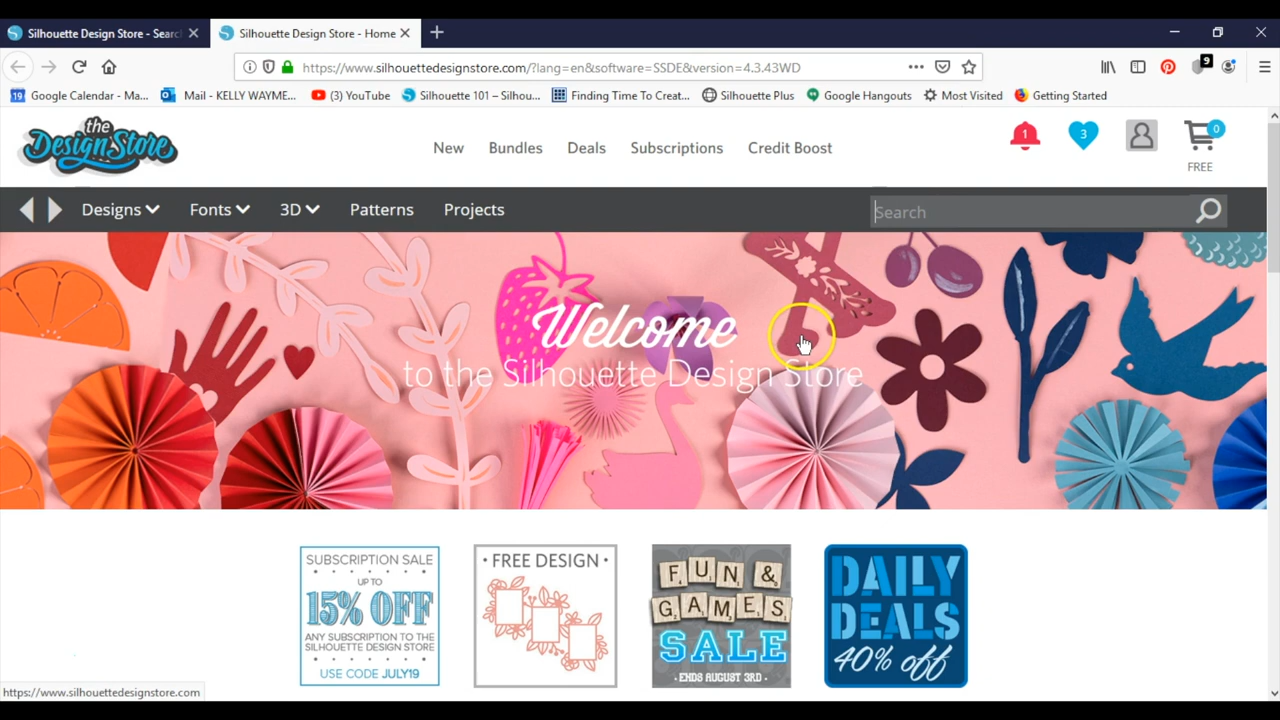 Silhouette Design Store - Searc
Silhouette Design Store - Home
https://www.silhouettedesignstore.com/?lang=en&software=SSDE&version=4.3.43WD
9
19 Google Calendar - Ma...
Mail - KELLY WAYME...
(3) YouTube
Silhouette 101 – Silhou...
Finding Time To Creat...
Silhouette Plus
Google Hangouts
Most Visited
Getting Started
the
Design Store
New
Bundles
Deals
Subscriptions
Credit Boost
1
3
0
FREE
Designs
Fonts
3D
Patterns
Projects
Search
Welcome
to the Silhouette Design Store
SUBSCRIPTION SALE
UP TO
15% OFF
ANY SUBSCRIPTION TO THE
SILHOUETTE DESIGN STORE
USE CODE JULY19
• FREE DESIGN •
FUN &
GAMES
SALE
• ENDS AUGUST 3RD •
DAILY
DEALS
40% off
https://www.silhouettedesignstore.com